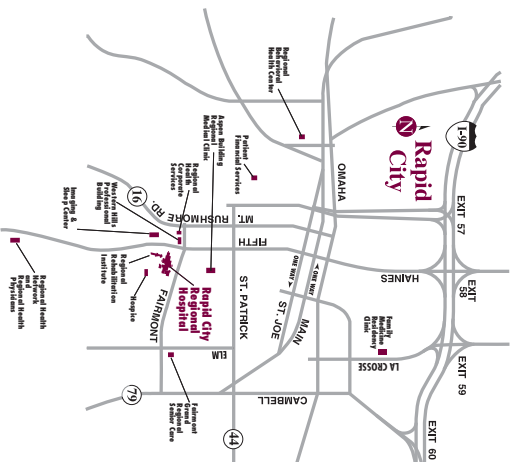 Rapid
City
N
I-90
EXIT 57
EXIT
58
EXIT 59
EXIT 60
Regional
Behavioral
Health Center
Patient
Financial Services
Aspen Building
Regional
Medical Clinic
Regional
Health
Corporate
Services
Western Hills
Professional
Building
Imaging &
Sleep Center
16
RD.
MT. RUSHMORE
FIFTH
OMAHA
HAINES
ONE WAY
ONE WAY
MAIN
ST. JOE
ST. PATRICK
Rapid City
Regional
Hospital
Regional
Rehabilitation
Institute
Hospice
FAIRMONT
Regional Health
Network
and
Regional Health
Physicians
Family
Medicine
Residency
Clinic
LA CROSSE
ELM
CAMBELL
Fairmont
Grand
Regional
Senior Care
79
44